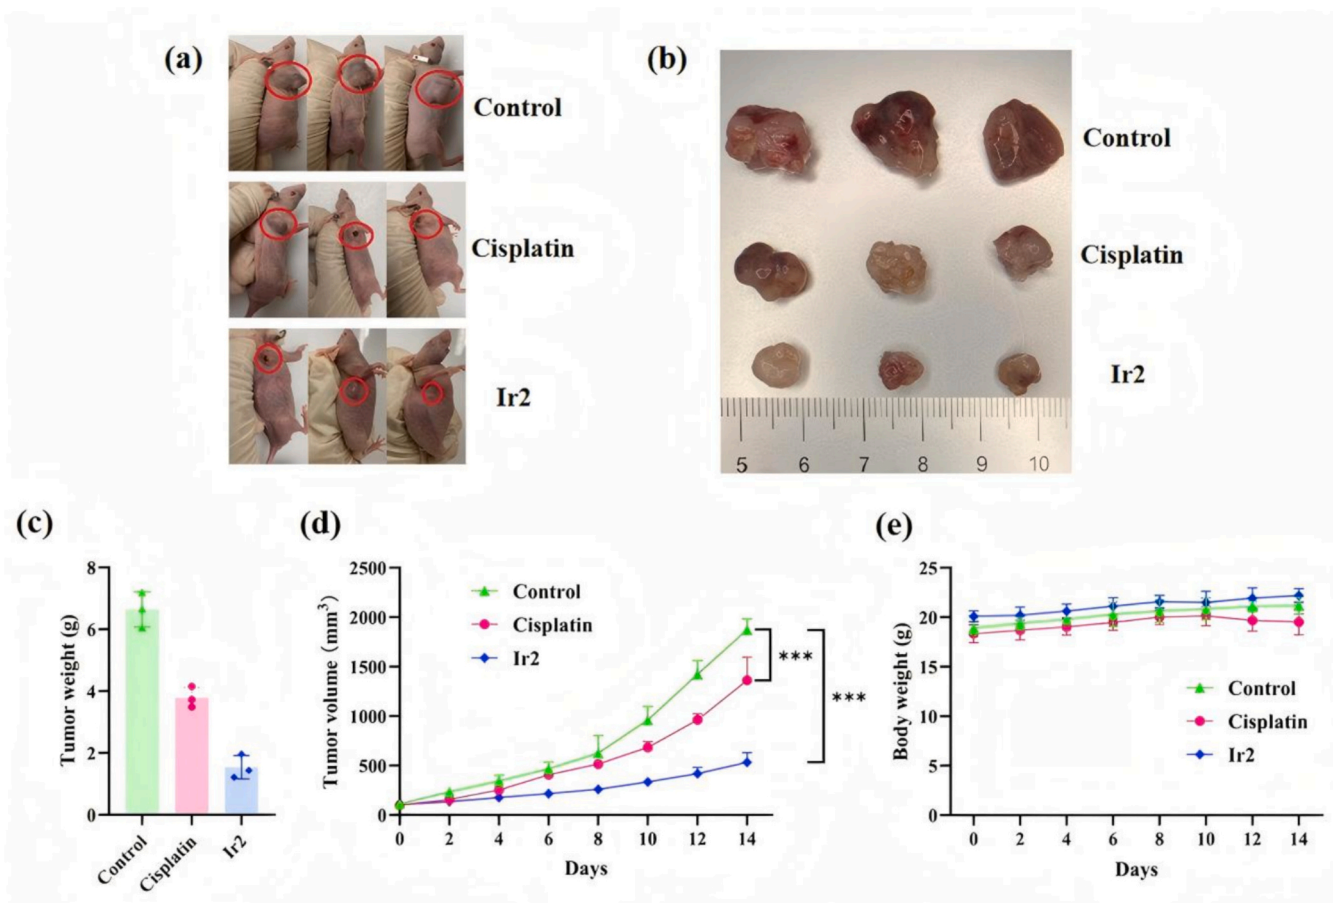 (a)
Control
Cisplatin
Ir2
(b)
Control
Cisplatin
Ir2
5 6 7 8 9 10
(c)
Tumor weight (g)
8
6
4
2
0
Control
Cisplatin
Ir2
(d)
Tumor volume (mm³)
2500
2000
1500
1000
500
0
Control
Cisplatin
Ir2
***
***
0 2 4 6 8 10 12 14
Days
(e)
Body weight (g)
25
20
15
10
5
0
Control
Cisplatin
Ir2
0 2 4 6 8 10 12 14
Days